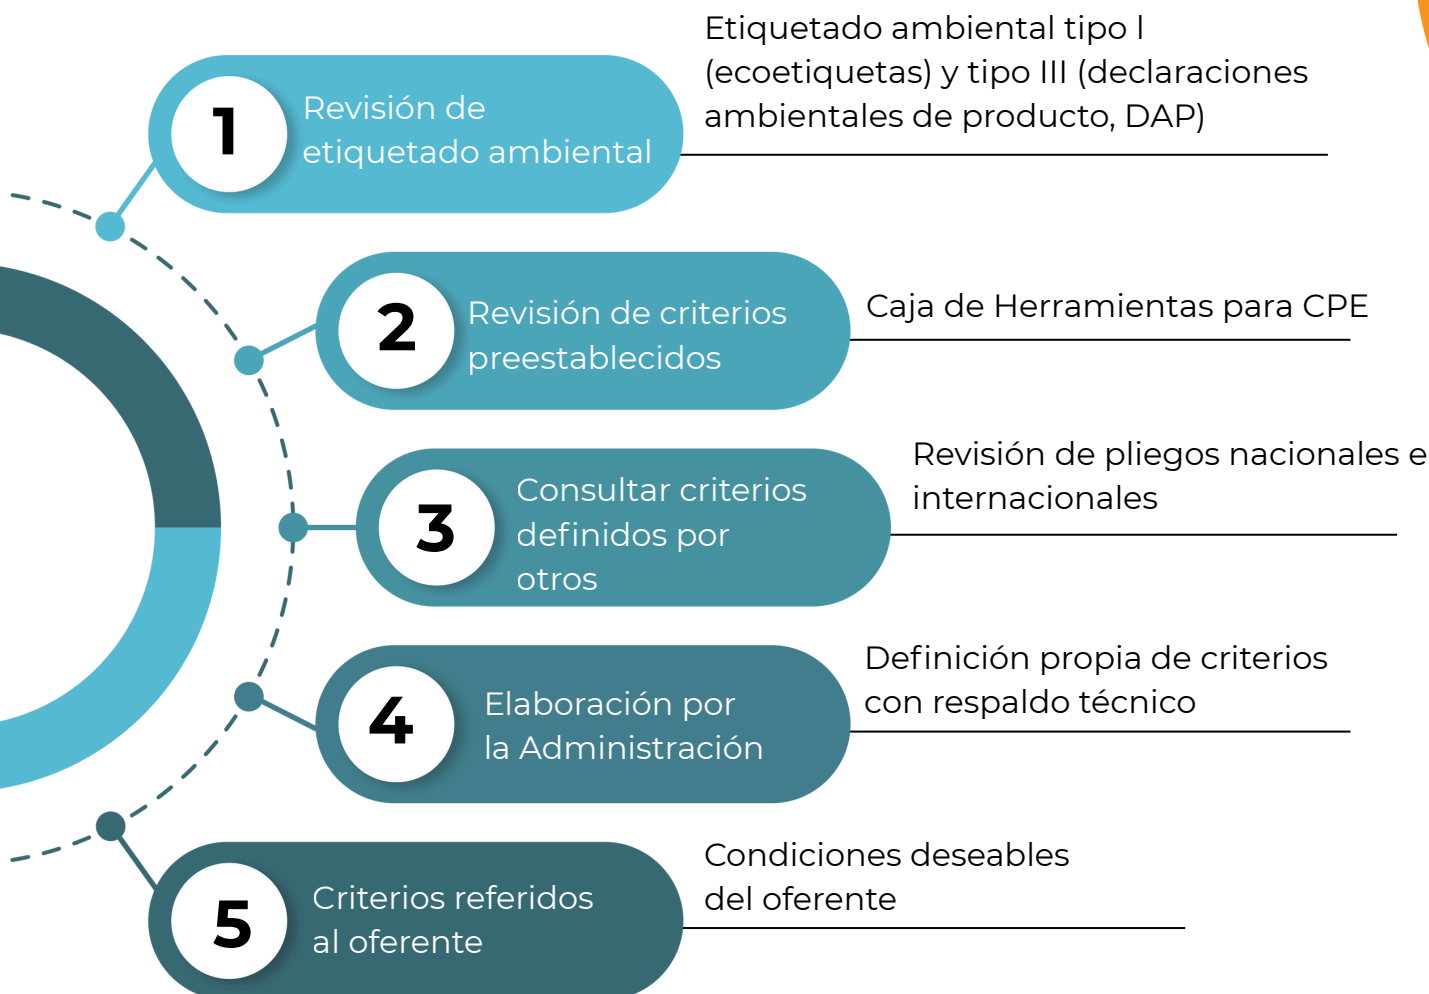 1
Revisión de
etiquetado ambiental
Etiquetado ambiental tipo l
(ecoetiquetas) y tipo III (declaraciones
ambientales de producto, DAP)
2
Revisión de criterios
preestablecidos
Caja de Herramientas para CPE
3
Consultar criterios
definidos por
otros
Revisión de pliegos nacionales e
internacionales
4
Elaboración por
la Administración
Definición propia de criterios
con respaldo técnico
5
Criterios referidos
al oferente
Condiciones deseables
del oferente